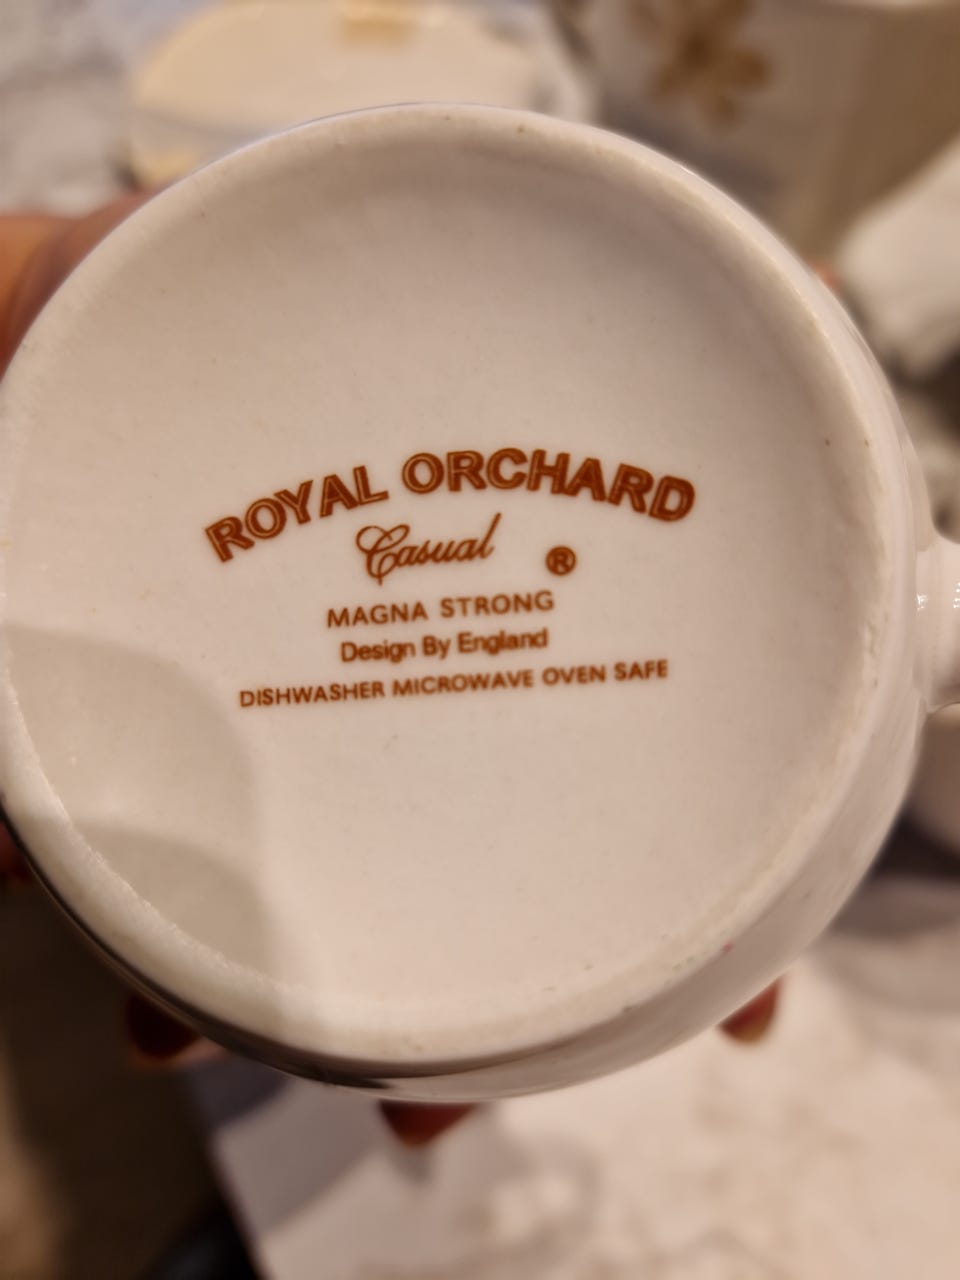 ROYAL ORCHARD
Casual ®
MAGNA STRONG
Design By England
DISHWASHER MICROWAVE OVEN SAFE